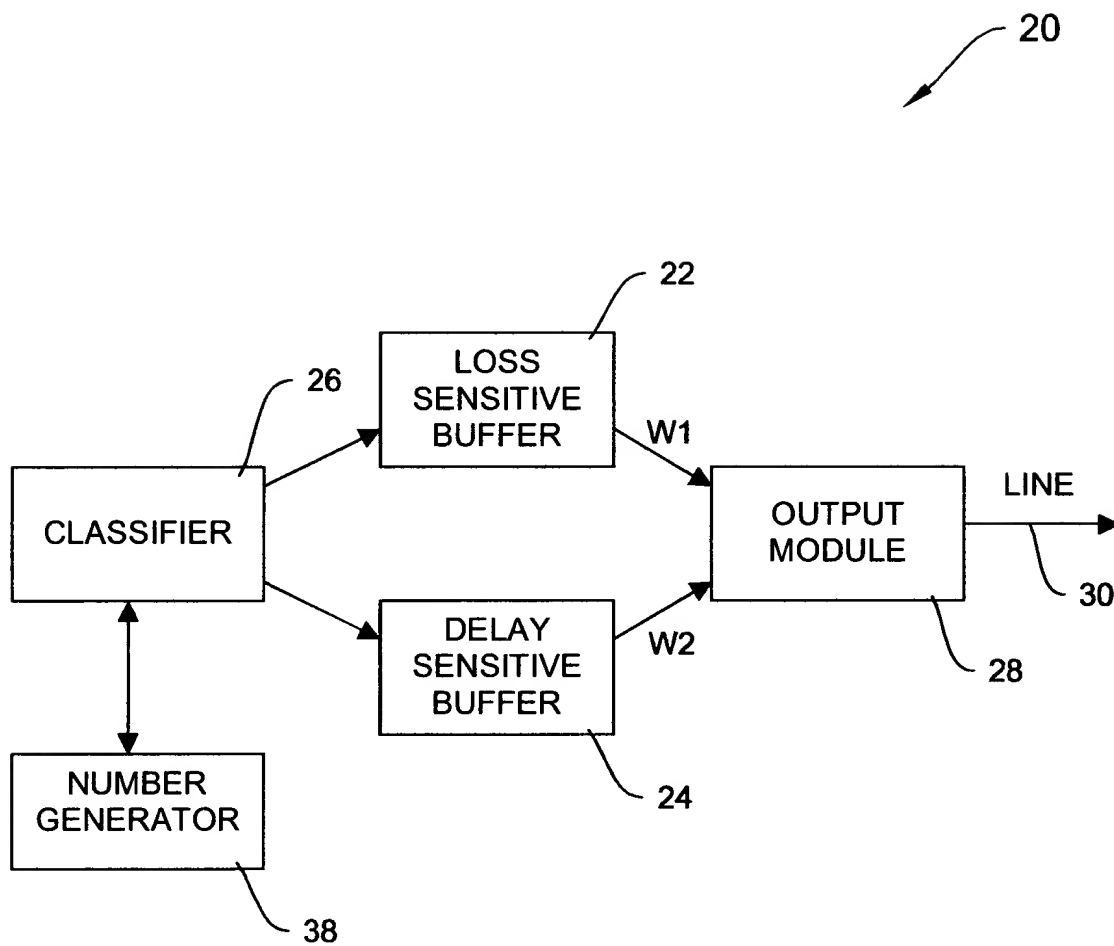 20
22
LOSS
SENSITIVE
BUFFER
26
W1
CLASSIFIER
OUTPUT
MODULE
LINE
30
DELAY
SENSITIVE
BUFFER
W2
28
NUMBER
GENERATOR
24
38